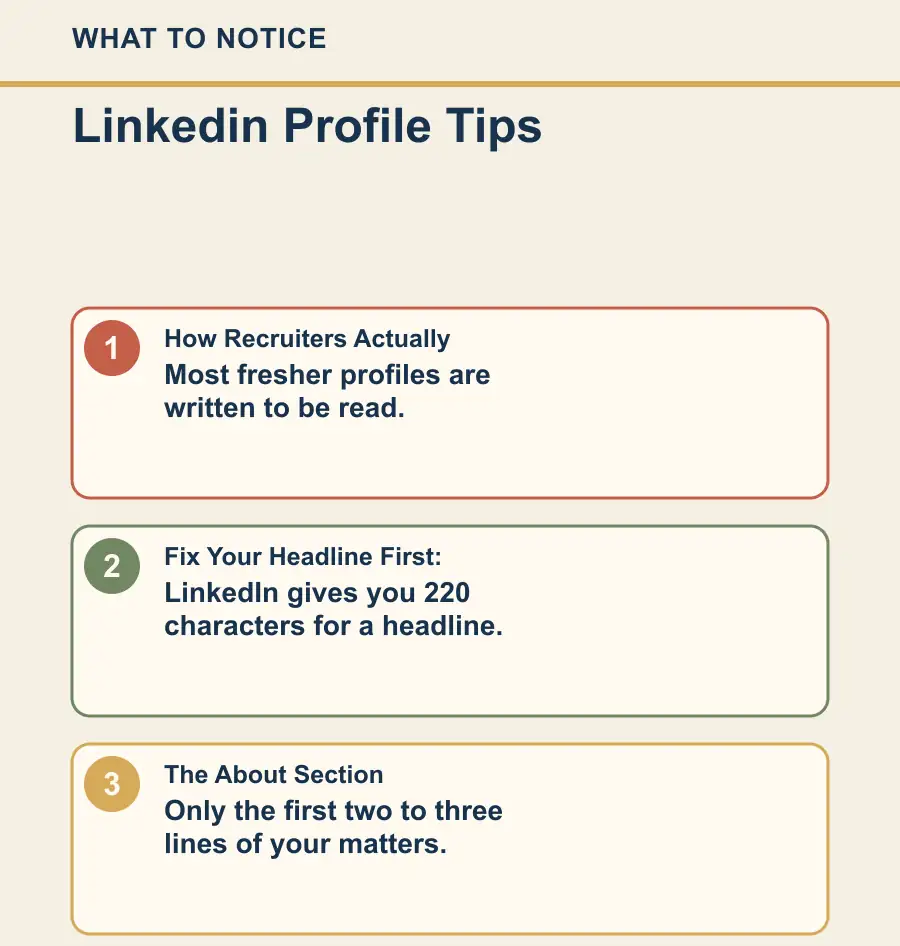 WHAT TO NOTICE
Linkedin Profile Tips
1
How Recruiters Actually
Most fresher profiles are
written to be read.
2
Fix Your Headline First:
LinkedIn gives you 220
characters for a headline.
3
The About Section
Only the first two to three
lines of your matters.